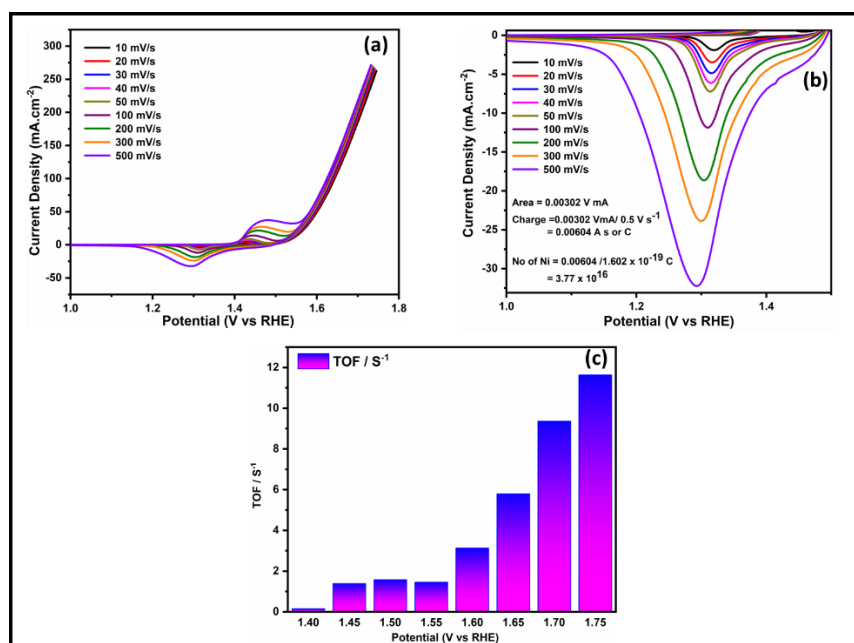 (a)
10 mV/s
20 mV/s
30 mV/s
40 mV/s
50 mV/s
100 mV/s
200 mV/s
300 mV/s
500 mV/s
300
250
200
150
100
50
0
-50
Current Density (mA.cm⁻²)
1.0 1.2 1.4 1.6 1.8
Potential (V vs RHE)
(b)
10 mV/s
20 mV/s
30 mV/s
40 mV/s
50 mV/s
100 mV/s
200 mV/s
300 mV/s
500 mV/s
Area = 0.00302 V mA
Charge =0.00302 VmA/ 0.5 V s⁻¹
= 0.00604 A s or C
No of Ni = 0.00604 /1.602 x 10⁻¹⁹ C
= 3.77 x 10¹⁶
0
-5
-10
-15
-20
-25
-30
Current Density (mA.cm⁻²)
1.0 1.2 1.4
Potential (V vs RHE)
(c)
TOF / S⁻¹
12
10
8
6
4
2
0
TOF / S⁻¹
1.40 1.45 1.50 1.55 1.60 1.65 1.70 1.75
Potential (V vs RHE)